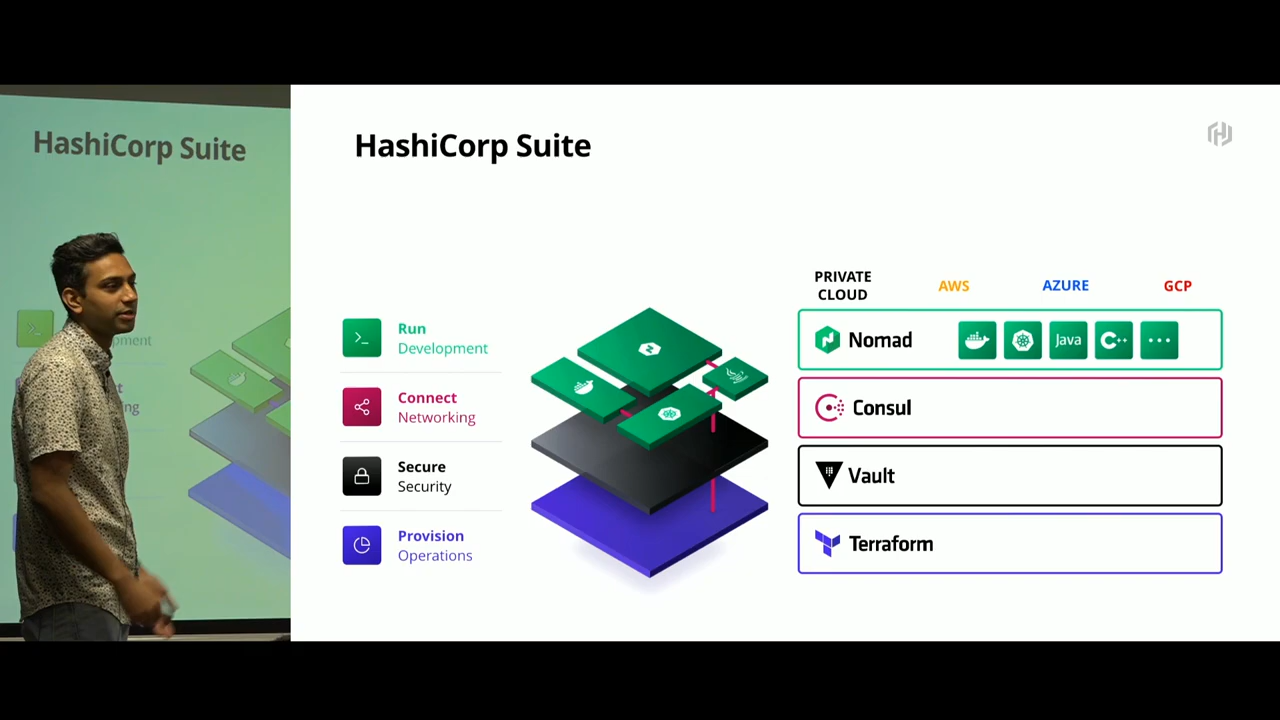 HashiCorp Suite
HashiCorp Suite
Run
Development
Connect
Networking
Secure
Security
Provision
Operations
PRIVATE CLOUD
AWS
AZURE
GCP
Nomad
Java
C++
Consul
Vault
Terraform